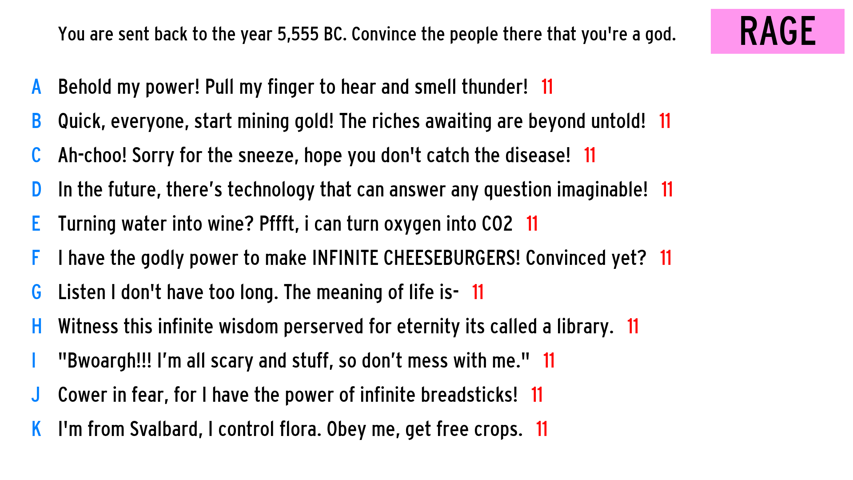 You are sent back to the year 5,555 BC. Convince the people there that you're a god.
RAGE
A Behold my power! Pull my finger to hear and smell thunder! 11
B Quick, everyone, start mining gold! The riches awaiting are beyond untold! 11
C Ah-choo! Sorry for the sneeze, hope you don't catch the disease! 11
D In the future, there’s technology that can answer any question imaginable! 11
E Turning water into wine? Pffft, i can turn oxygen into CO2 11
F I have the godly power to make INFINITE CHEESEBURGERS! Convinced yet? 11
G Listen I don't have too long. The meaning of life is- 11
H Witness this infinite wisdom perserved for eternity its called a library. 11
I "Bwoargh!!! I’m all scary and stuff, so don’t mess with me." 11
J Cower in fear, for I have the power of infinite breadsticks! 11
K I'm from Svalbard, I control flora. Obey me, get free crops. 11